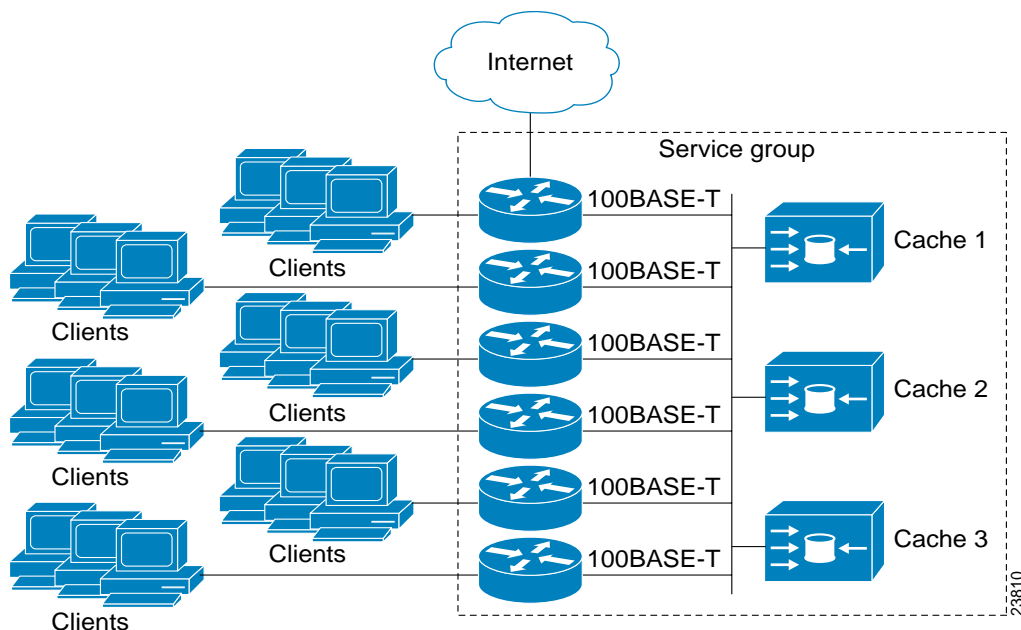 Internet
Service group
100BASE-T
Clients
Cache 1
100BASE-T
Clients
100BASE-T
Clients
Cache 2
100BASE-T
Clients
100BASE-T
Clients
Cache 3
100BASE-T
Clients
23810